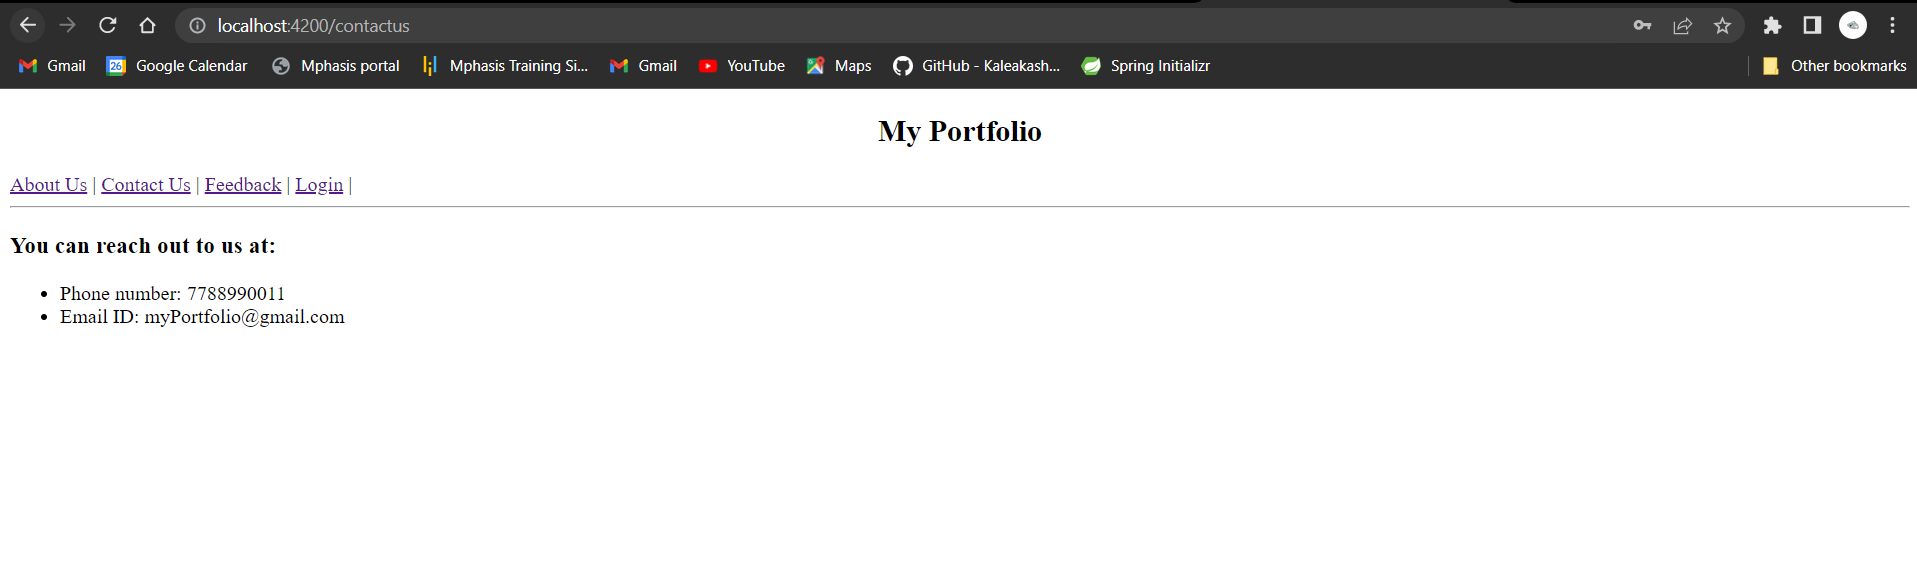 localhost:4200/contactus
Gmail 26 Google Calendar Mphasis portal Mphasis Training Si... Gmail YouTube Maps GitHub - Kaleakash... Spring Initializr Other bookmarks
My Portfolio
About Us | Contact Us | Feedback | Login |
You can reach out to us at:
• Phone number: 7788990011
• Email ID: myPortfolio@gmail.com